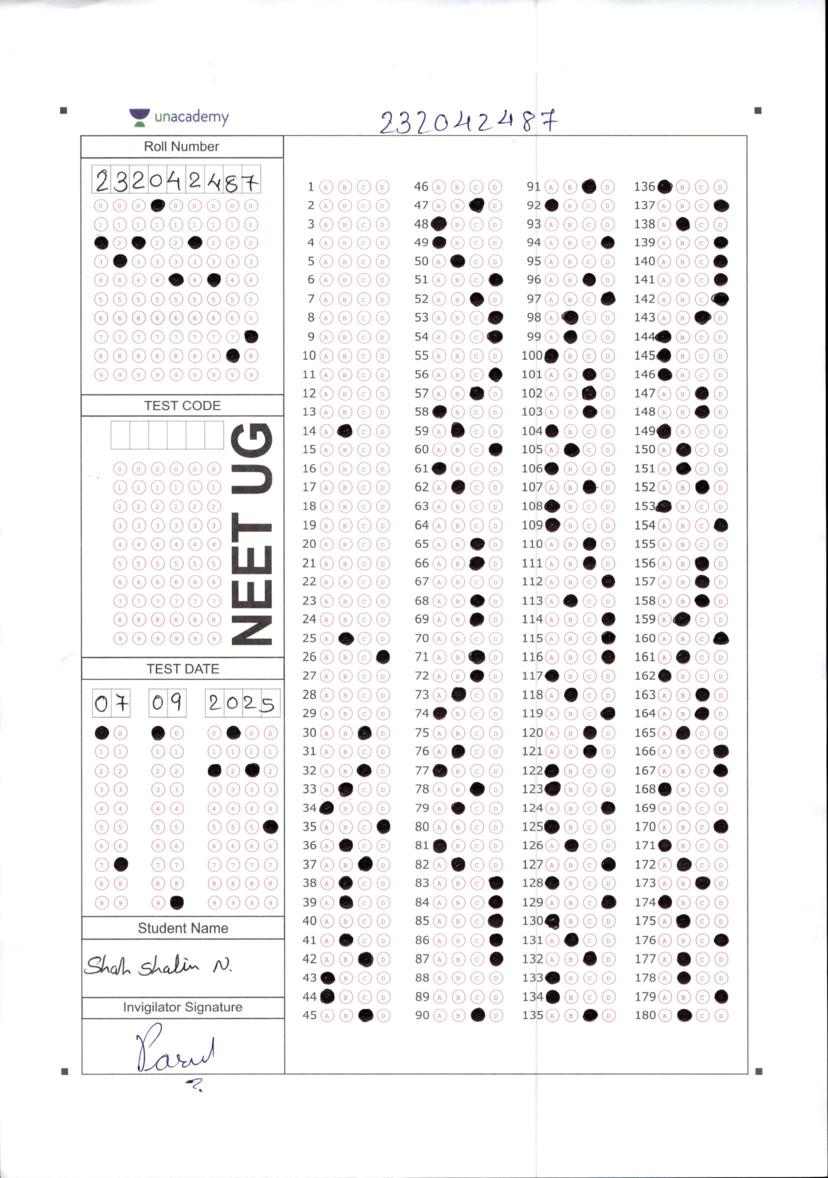 unacademy
232042487
Roll Number
232042487
TEST CODE
NEET UG
TEST DATE
07 09 2025
Student Name
Shah Shalin N.
Invigilator Signature
1 A B C D 46 A B C D 91 A B D 136 B C D
2 A B C D 47 A B D 92 B C D 137 A B C
3 A B C D 48 B C D 93 A B C D 138 A C D
4 A B C D 49 B C D 94 A B C 139 A B C
5 A B C D 50 A C D 95 A B C D 140 A B C
6 A B C D 51 A B C 96 A B D 141 A B C
7 A B C D 52 A B D 97 A B C 142 A B C
8 A B C D 53 A B C 98 A C D 143 A B D
9 A B C D 54 A B C 99 A C D 144 B C D
10 A B C D 55 A B C D 100 B C D 145 B C D
11 A B C D 56 A B C 101 A B D 146 B C D
12 A B C D 57 A B D 102 A B D 147 A B D
13 A B C D 58 B C D 103 A B D 148 A B D
14 A C D 59 A C D 104 B C D 149 B C D
15 A B C D 60 A B C 105 A C D 150 A C D
16 A B C D 61 B C D 106 B C D 151 A C D
17 A B C D 62 A C D 107 A B D 152 A B D
18 A B C D 63 A B C D 108 B C D 153 B C D
19 A B C D 64 A B C D 109 B C D 154 A B C
20 A B C D 65 A B D 110 A B D 155 A B C D
21 A B C D 66 A B D 111 A B D 156 A B D
22 A B C D 67 A B C D 112 A B C 157 A B D
23 A B C D 68 A B D 113 A C D 158 A B D
24 A B C D 69 A B D 114 A B C 159 A C D
25 A C D 70 A B C D 115 A B C 160 A B C
26 A B C 71 A B D 116 A B C 161 A C D
27 A B C D 72 A B D 117 B C D 162 B C D
28 A B C D 73 A C D 118 A C D 163 A B D
29 A B C D 74 B C D 119 A B C 164 A B D
30 A B D 75 A B C D 120 A B D 165 A C D
31 A B C D 76 A C D 121 A B D 166 A B C
32 A B D 77 B C D 122 B C D 167 A B C
33 A C D 78 A B D 123 B C D 168 B C D
34 B C D 79 A C D 124 A B C 169 A B C D
35 A B C 80 A B C D 125 B C D 170 A B C
36 A C D 81 B C D 126 A C D 171 B C D
37 A B D 82 A C D 127 A B C 172 A C D
38 A C D 83 A B C 128 B C D 173 A B D
39 A C D 84 A B C 129 A B C 174 B C D
40 A B C D 85 A B C 130 B C D 175 A C D
41 A C D 86 A B C 131 A C D 176 A B C
42 A B D 87 A B C 132 A B D 177 A C D
43 B C D 88 A B C D 133 B C D 178 A C D
44 B C D 89 A B C D 134 B C D 179 A B C
45 A B D 90 A B D 135 A B D 180 A C D